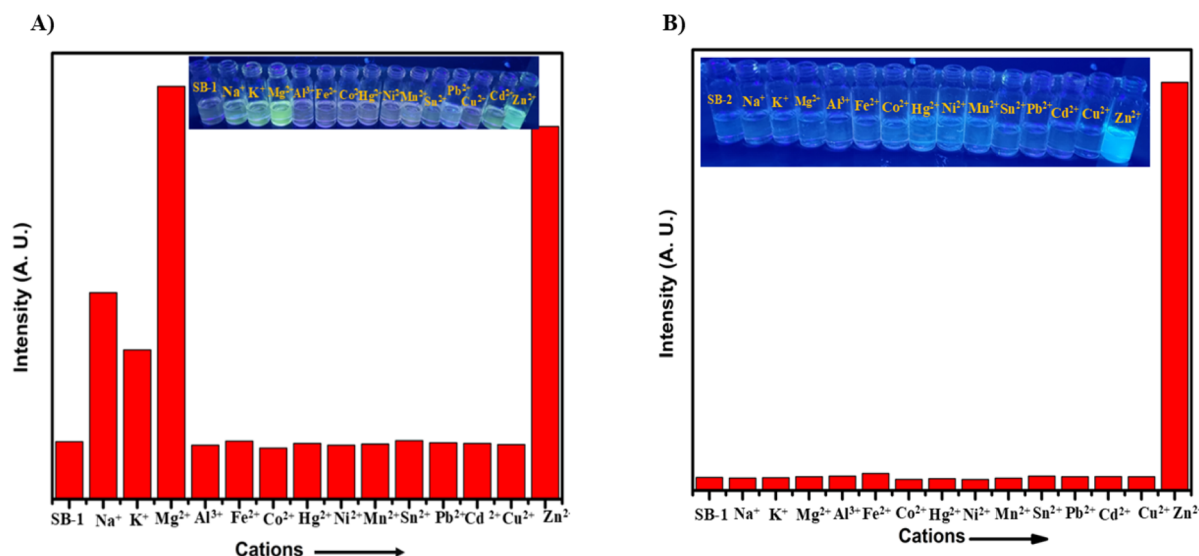 A)
SB-1 Na⁺ K⁺ Mg²⁺ Al³⁺ Fe²⁺ Co²⁺ Hg²⁺ Ni²⁺ Mn²⁺ Sn²⁺ Pb²⁺ Cu²⁺ Cd²⁺ Zn²⁺
Intensity (A. U.)
SB-1 Na⁺ K⁺ Mg²⁺ Al³⁺ Fe²⁺ Co²⁺ Hg²⁺ Ni²⁺ Mn²⁺ Sn²⁺ Pb²⁺ Cd ²⁺ Cu²⁺ Zn²
Cations
B)
SB-2 Na⁺ K⁺ Mg²⁺ Al³⁺ Fe²⁺ Co²⁺ Hg²⁺ Ni²⁺ Mn²⁺ Sn²⁺ Pb²⁺ Cd²⁺ Cu²⁺ Zn²⁺
Intensity (A. U.)
SB-1 Na⁺ K⁺ Mg²⁺ Al³⁺ Fe²⁺ Co²⁺ Hg²⁺ Ni²⁺ Mn²⁺ Sn²⁺ Pb²⁺ Cd²⁺ Cu²⁺ Zn²
Cations